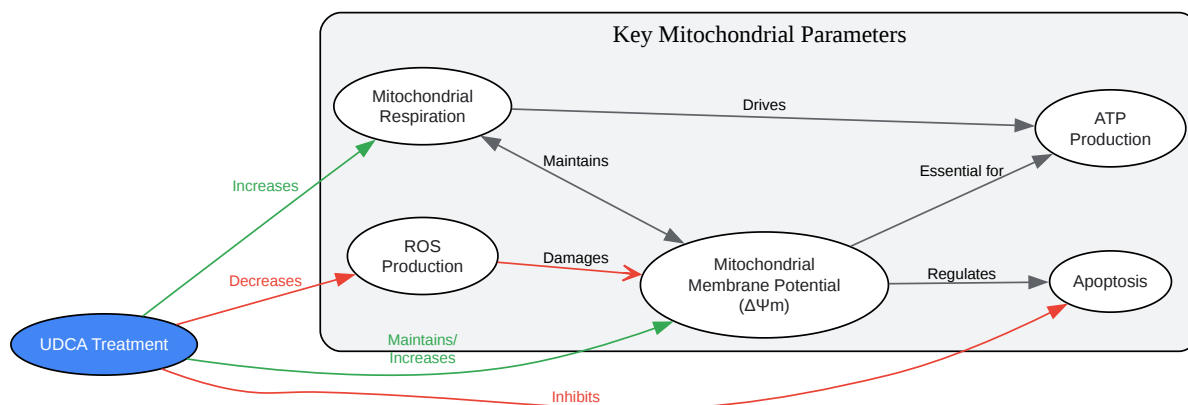 Key Mitochondrial Parameters
Mitochondrial
Respiration
Drives
ATP
Production
Maintains
Essential for
Increases
ROS
Production
Damages
Mitochondrial
Membrane Potential
(ΔΨm)
Regulates
Apoptosis
Decreases
UDCA Treatment
Maintains/
Increases
Inhibits